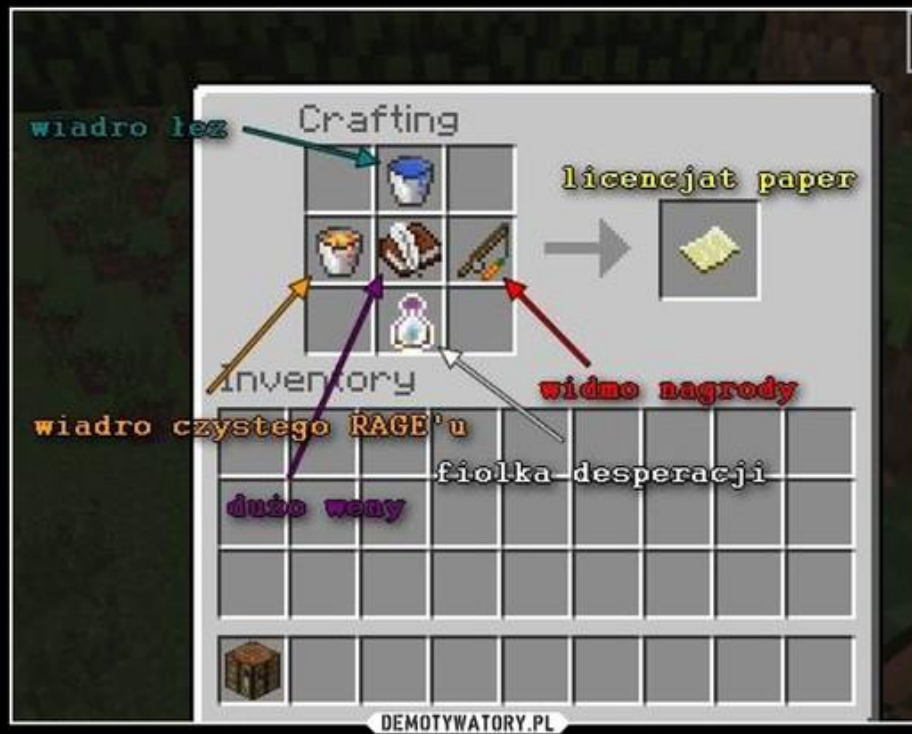 wiadro łez
Crafting
licencjat paper
Inventory
widmo nagrody
wiadro czystego RAGE'u
fiolka desperacji
dużo weny
DEMOTYWATORY.PL